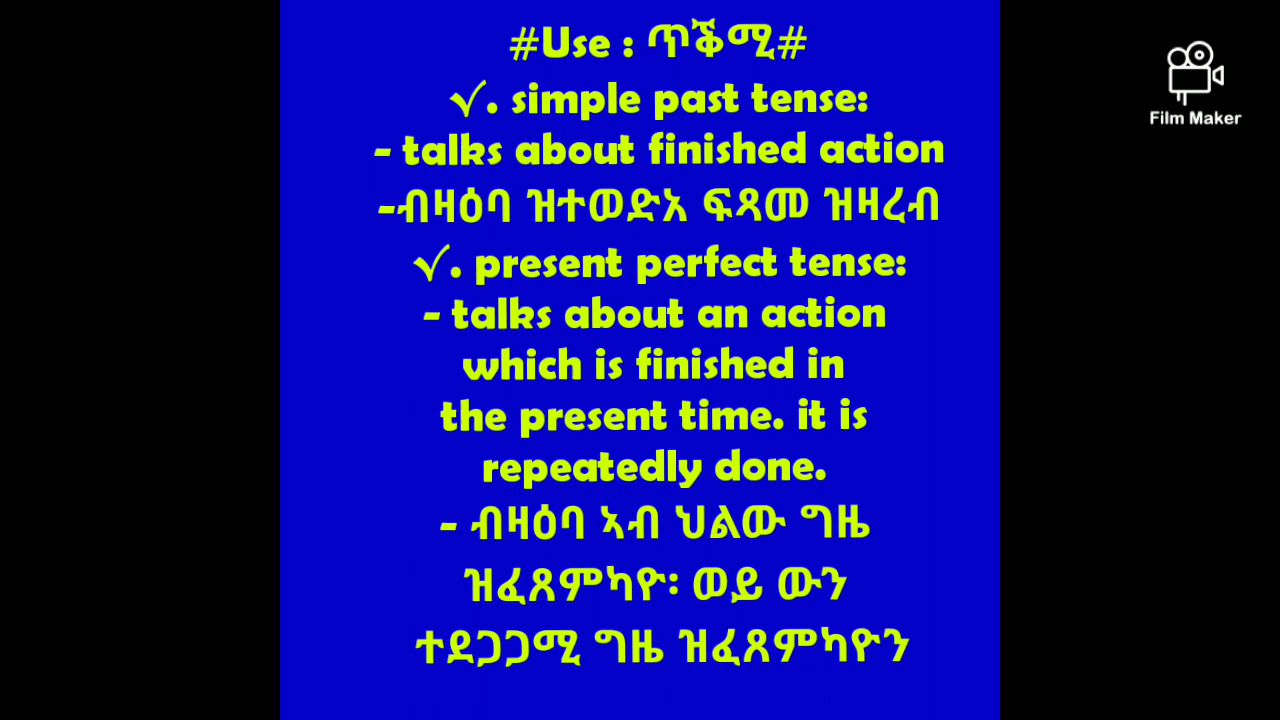 #Use : ጥቕሚ#
✓. simple past tense:
- talks about finished action
-ብዛዕባ ዝተወድአ ፍጻመ ዝዛረብ
✓. present perfect tense:
- talks about an action
which is finished in
the present time. it is
repeatedly done.
- ብዛዕባ ኣብ ህልው ግዜ
ዝፈጸምካዮ፡ ወይ ውን
ተደጋጋሚ ግዜ ዝፈጸምካዮን
Film Maker